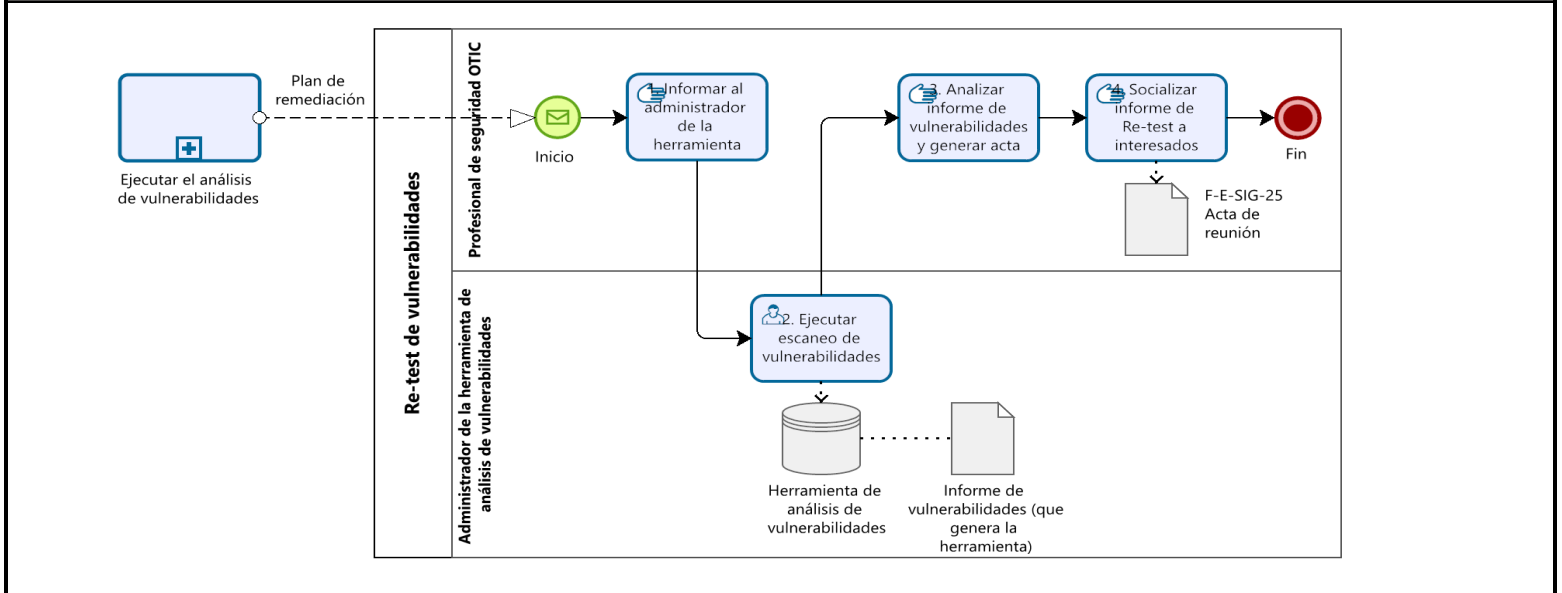 Plan de
remediación
Ejecutar el análisis
de vulnerabilidades
Re-test de vulnerabilidades
Profesional de seguridad OTIC
Inicio
1. Informar al
administrador
de la
herramienta
3. Analizar
informe de
vulnerabilidades
y generar acta
4. Socializar
informe de
Re-test a
interesados
Fin
F-E-SIG-25
Acta de
reunión
Administrador de la herramienta de
análisis de vulnerabilidades
2. Ejecutar
escaneo de
vulnerabilidades
Herramienta de
análisis de
vulnerabilidades
Informe de
vulnerabilidades (que
genera la
herramienta)